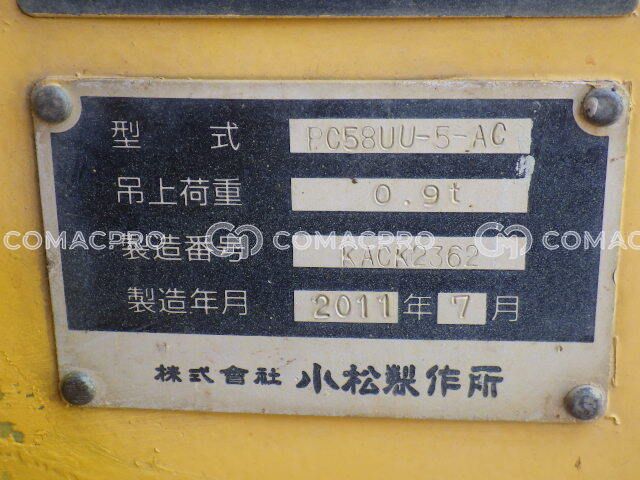 型 式 PC58UU-5-AC
吊上荷重 0.9t
COMACPRO COMACPRO COMACPRO
製造番号 KACK2362
製造年月 2011年7月
株式會社 小松製作所